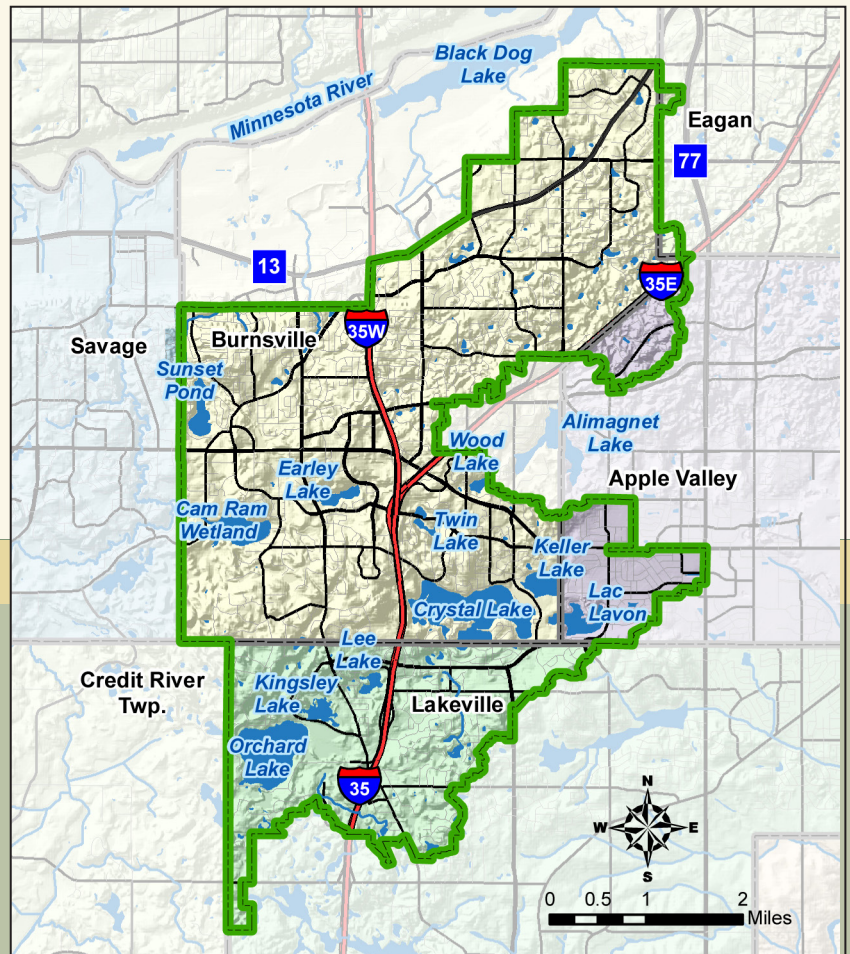 Black Dog
Lake
Minnesota River
Eagan
77
13
35E
35W
Savage
Burnsville
Sunset
Pond
Alimagnet
Lake
Wood
Lake
Earley
Lake
Apple Valley
Cam Ram
Wetland
Twin
Lake
Keller
Lake
Lac
Lavon
Crystal Lake
Lee
Lake
Credit River
Twp.
Kingsley
Lake
Lakeville
Orchard
Lake
35
N
W
E
S
0 0.5 1 2
Miles